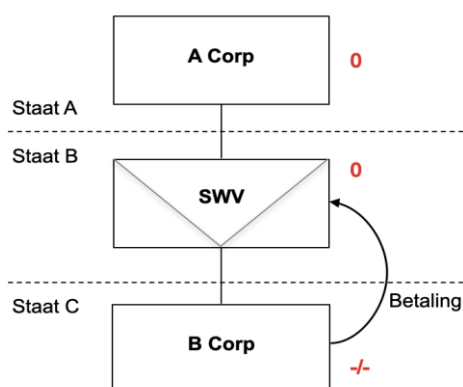 A Corp
0
Staat A
Staat B
0
SWV
Staat C
Betaling
B Corp
-/-